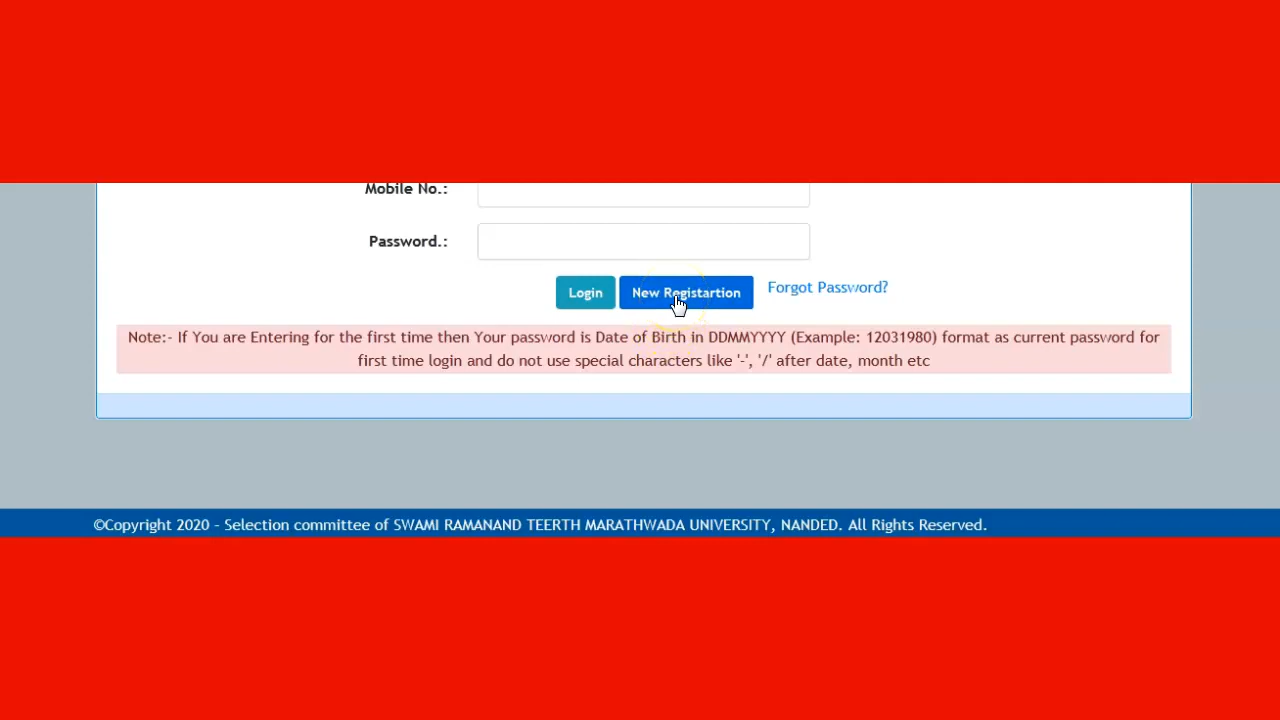 Mobile No.:
Password.:
Login New Registartion Forgot Password?
Note:- If You are Entering for the first time then Your password is Date of Birth in DDMMYYYY (Example: 12031980) format as current password for
first time login and do not use special characters like '-', '/' after date, month etc
©Copyright 2020 - Selection committee of SWAMI RAMANAND TEERTH MARATHWADA UNIVERSITY, NANDED. All Rights Reserved.